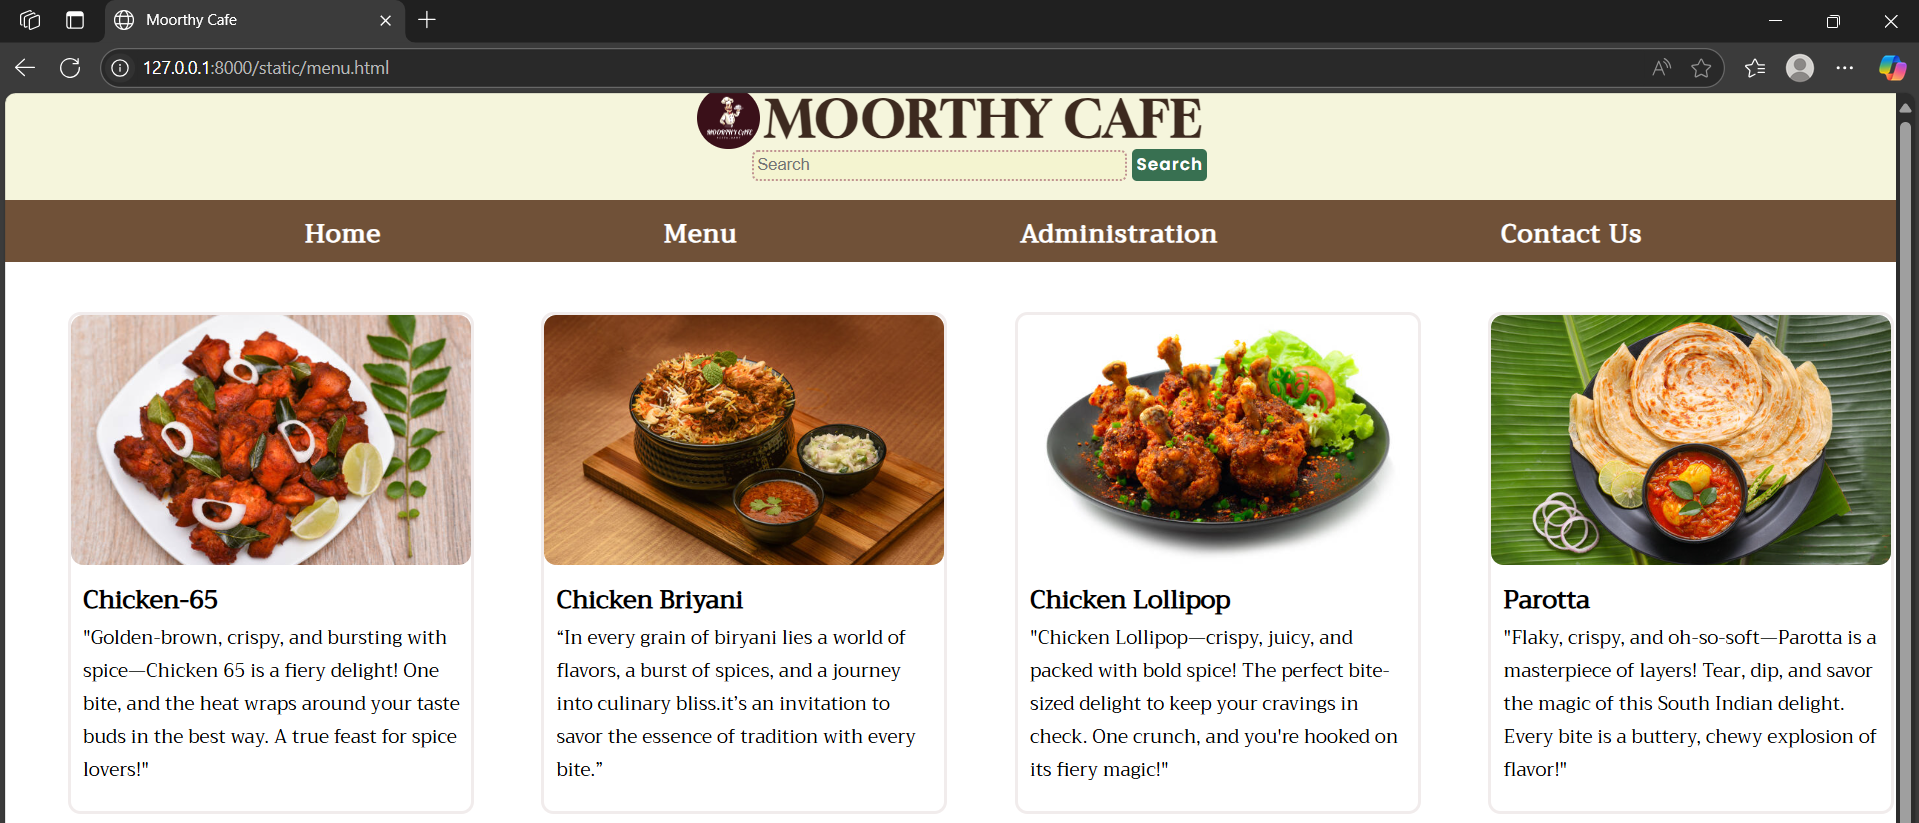 Moorthy Cafe
127.0.0.1:8000/static/menu.html
MOORTHY CAFE
MOORTHY CAFE
Search
Search
Home
Menu
Administration
Contact Us
Chicken-65
"Golden-brown, crispy, and bursting with
spice—Chicken 65 is a fiery delight! One
bite, and the heat wraps around your taste
buds in the best way. A true feast for spice
lovers!"
Chicken Briyani
“In every grain of biryani lies a world of
flavors, a burst of spices, and a journey
into culinary bliss.it’s an invitation to
savor the essence of tradition with every
bite.”
Chicken Lollipop
"Chicken Lollipop—crispy, juicy, and
packed with bold spice! The perfect bite-
sized delight to keep your cravings in
check. One crunch, and you're hooked on
its fiery magic!"
Parotta
"Flaky, crispy, and oh-so-soft—Parotta is a
masterpiece of layers! Tear, dip, and savor
the magic of this South Indian delight.
Every bite is a buttery, chewy explosion of
flavor!"